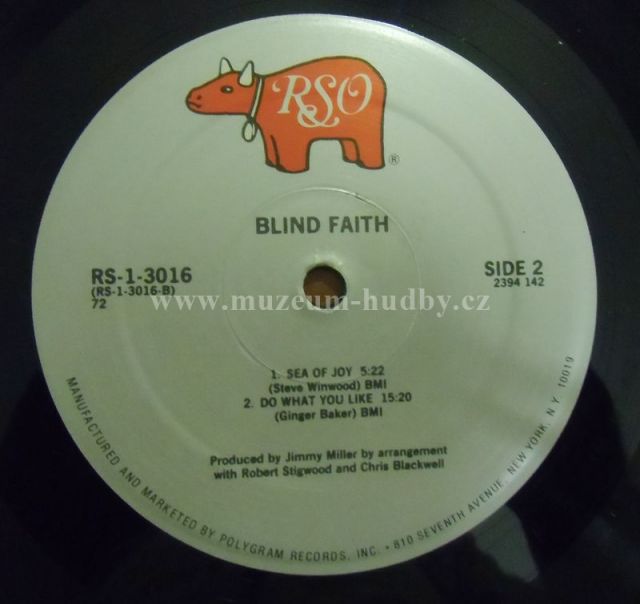 RSO
®
BLIND FAITH
RS-1-3016
(RS-1-3016-B)
72
SIDE 2
2394 142
www.muzeum-hudby.cz
1. SEA OF JOY 5:22
(Steve Winwood) BMI
2. DO WHAT YOU LIKE 15:20
(Ginger Baker) BMI
Produced by Jimmy Miller by arrangement
with Robert Stigwood and Chris Blackwell
MANUFACTURED AND MARKETED BY POLYGRAM RECORDS, INC. • 810 SEVENTH AVENUE, NEW YORK, N.Y. 10019